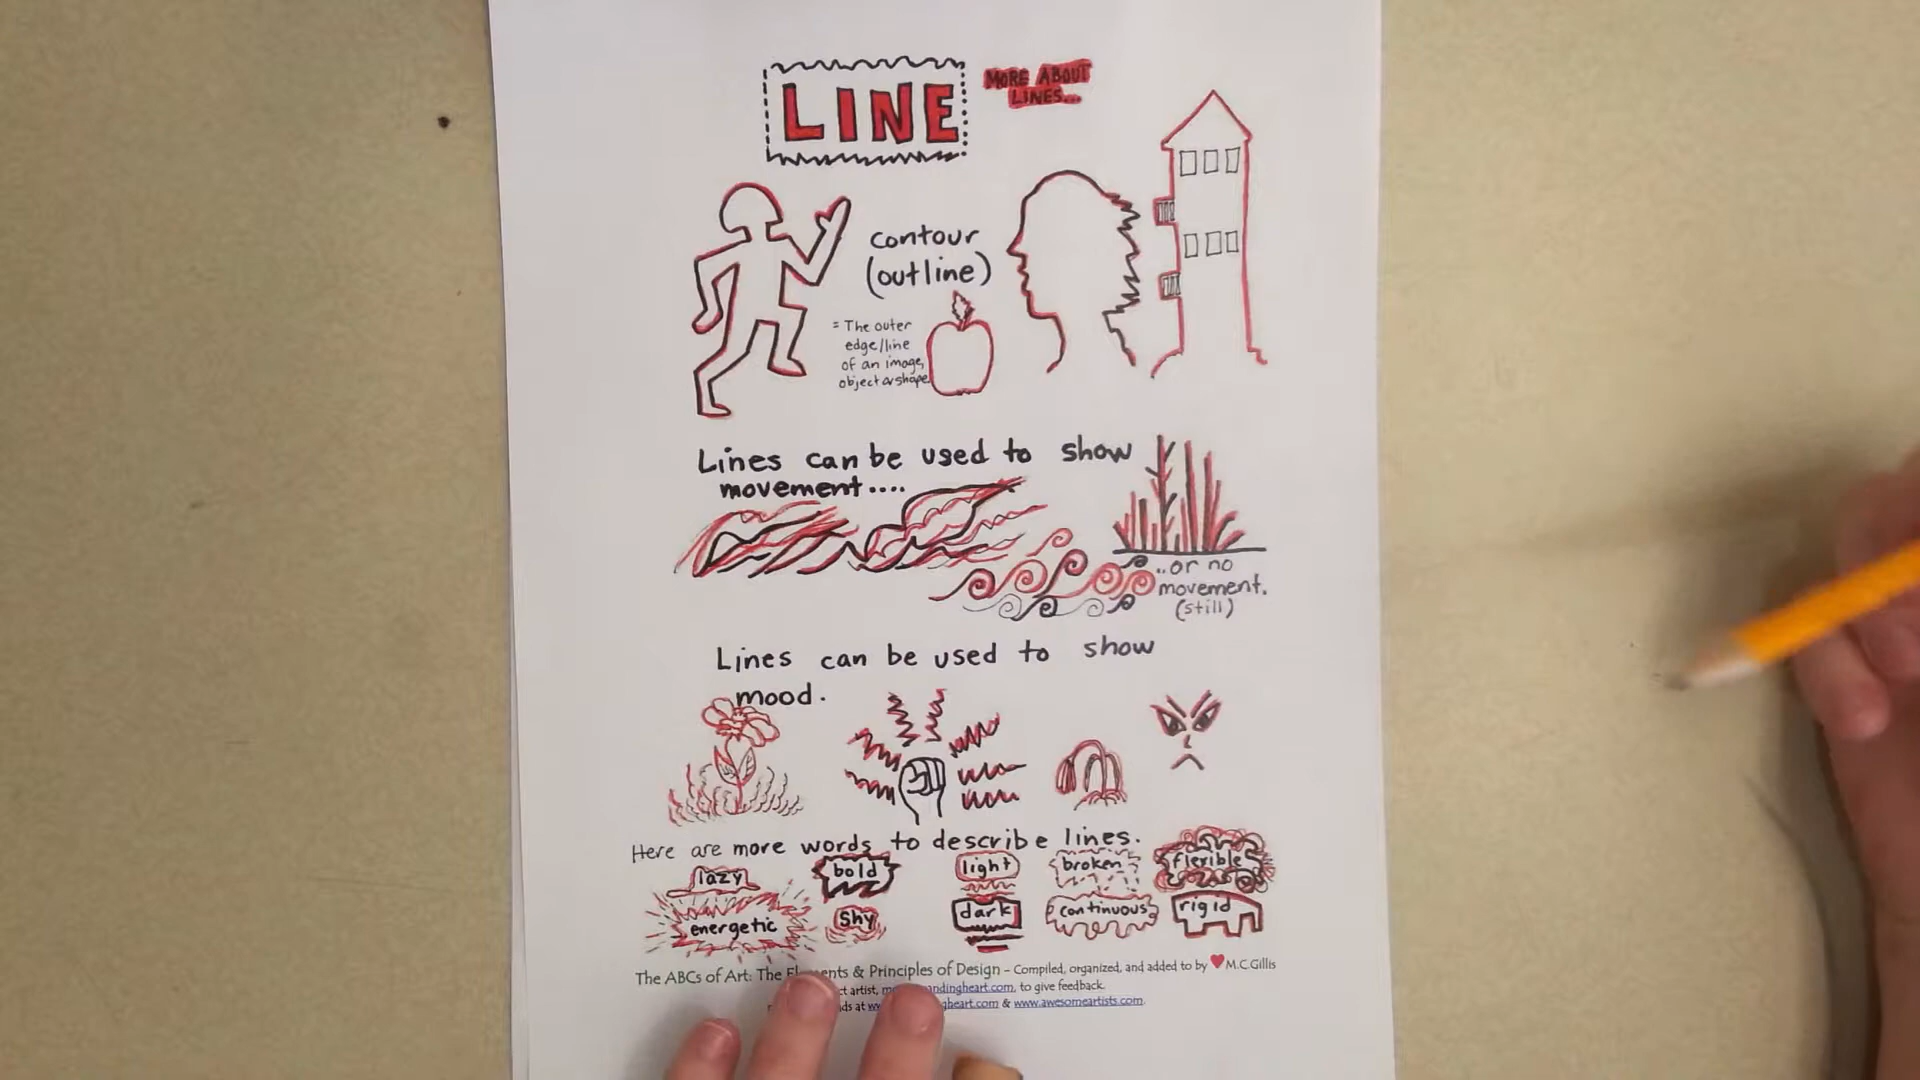 LINE
MORE ABOUT
LINES...
contour
(outline)
= The outer
edge/line
of an image,
object or shape
Lines can be used to show
movement....
..or no
movement.
(still)
Lines can be used to show
mood.
Here are more words to describe lines.
lazy bold light broken flexible
energetic shy dark continuous rigid
The ABCs of Art: The & Principles of Design – Compiled, organized, and added to by ♥ M.C.Gillis
artist, to give feedback.
at & www.awesomeartists.com.